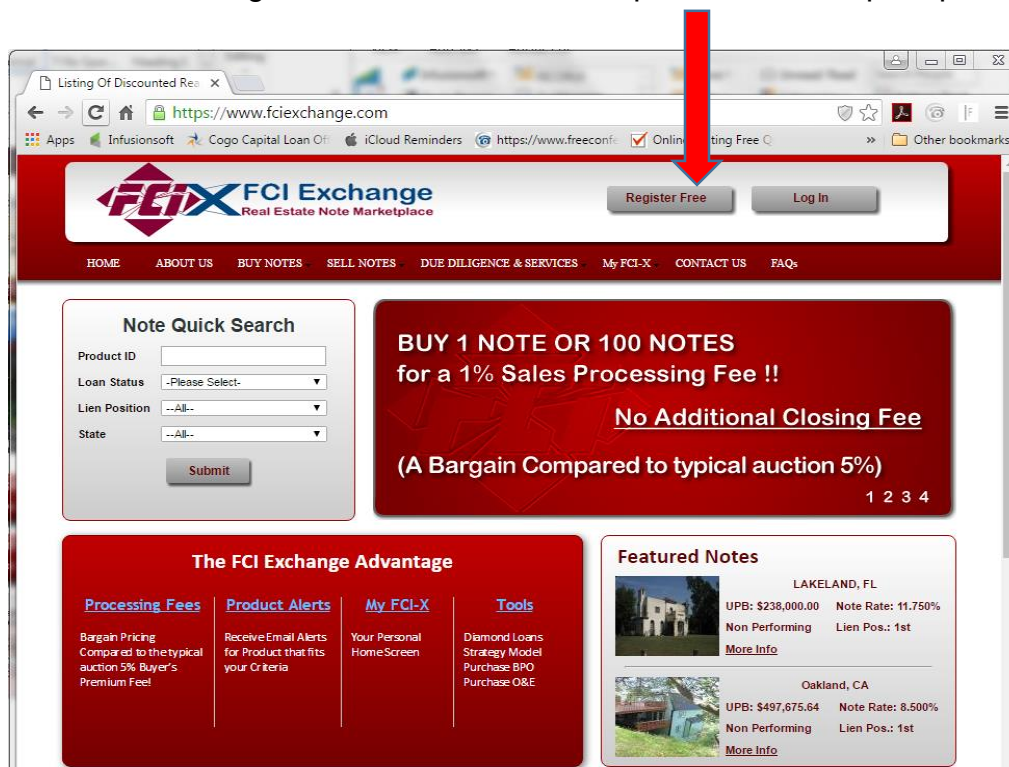 Listing Of Discounted Rea
https://www.fciexchange.com
Apps Infusionsoft Cogo Capital Loan Of iCloud Reminders https://www.freeconf Free Q » Other bookmarks
FCI X FCI Exchange
Real Estate Note Marketplace
Register Free Log In
HOME ABOUT US BUY NOTES SELL NOTES DUE DILIGENCE & SERVICES My FCI-X CONTACT US FAQs
Note Quick Search
Product ID
Loan Status -Please Select-
Lien Position --All--
State --All--
Submit
BUY 1 NOTE OR 100 NOTES
for a 1% Sales Processing Fee !!
No Additional Closing Fee
(A Bargain Compared to typical auction 5%)
1 2 3 4
The FCI Exchange Advantage
Processing Fees Product Alerts My FCI-X Tools
Bargain Pricing Receive Email Alerts Your Personal Diamond Loans
Compared to the typical for Product that fits Home Screen Strategy Model
auction 5% Buyer's your Criteria Purchase BPO
Premium Fee! Purchase O&E
Featured Notes
LAKELAND, FL
UPB: $238,000.00 Note Rate: 11.750%
Non Performing Lien Pos.: 1st
More Info
Oakland, CA
UPB: $497,675.64 Note Rate: 8.500%
Non Performing Lien Pos.: 1st
More Info